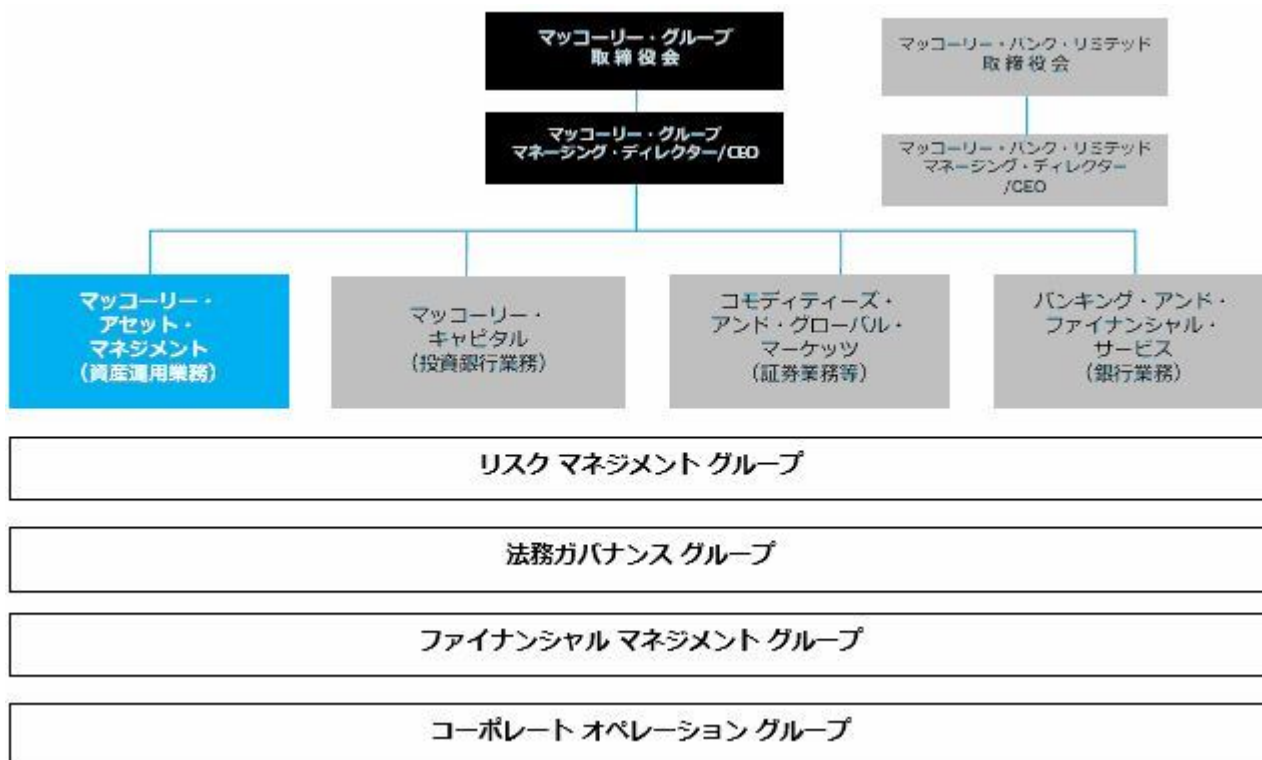 マッコーリー・グループ
取締役会
マッコーリー・バンク・リミテッド
取締役会
マッコーリー・グループ
マネージング・ディレクター/CEO
マッコーリー・バンク・リミテッド
マネージング・ディレクター
/CEO
マッコーリー・
アセット・
マネジメント
(資産運用業務)
マッコーリー・
キャピタル
(投資銀行業務)
コモディティーズ・
アンド・グローバル・
マーケッツ
(証券業務等)
バンキング・アンド・
ファイナンシャル・
サービス
(銀行業務)
リスク マネジメント グループ
法務ガバナンス グループ
ファイナンシャル マネジメント グループ
コーポレート オペレーション グループ